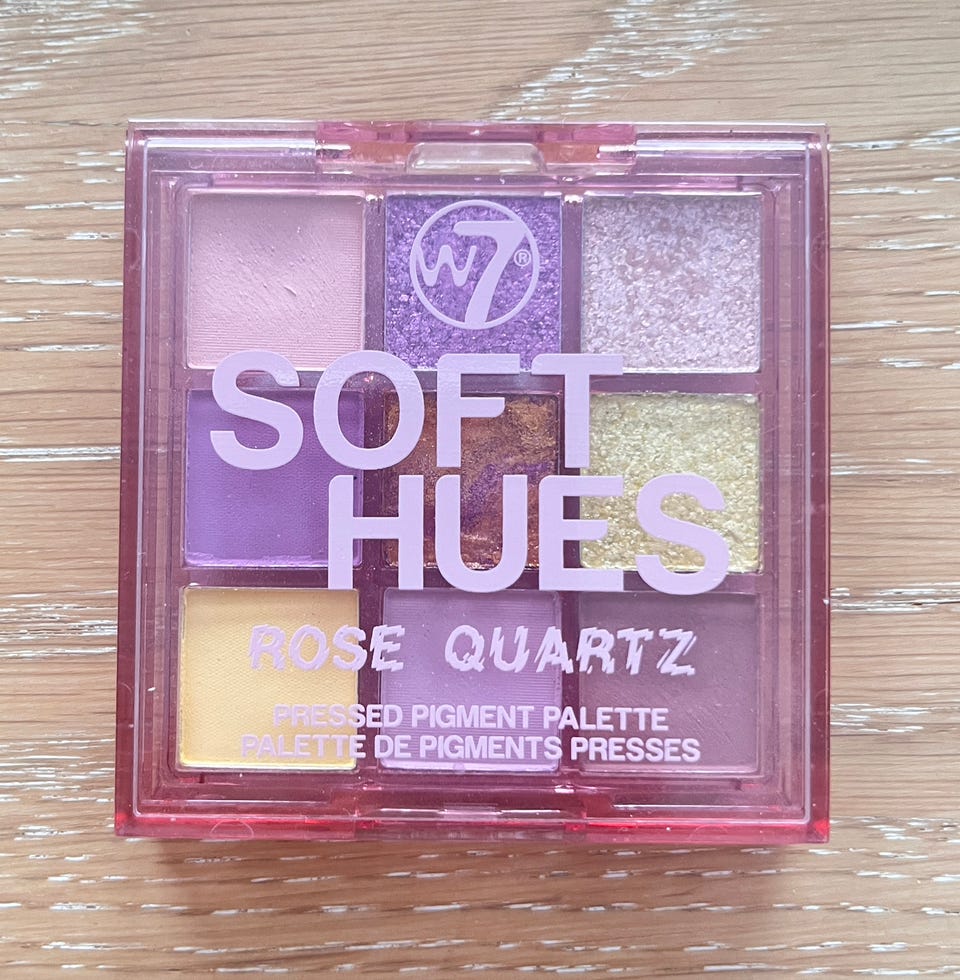 W7®
SOFT
HUES
ROSE QUARTZ
PRESSED PIGMENT PALETTE
PALETTE DE PIGMENTS PRESSES